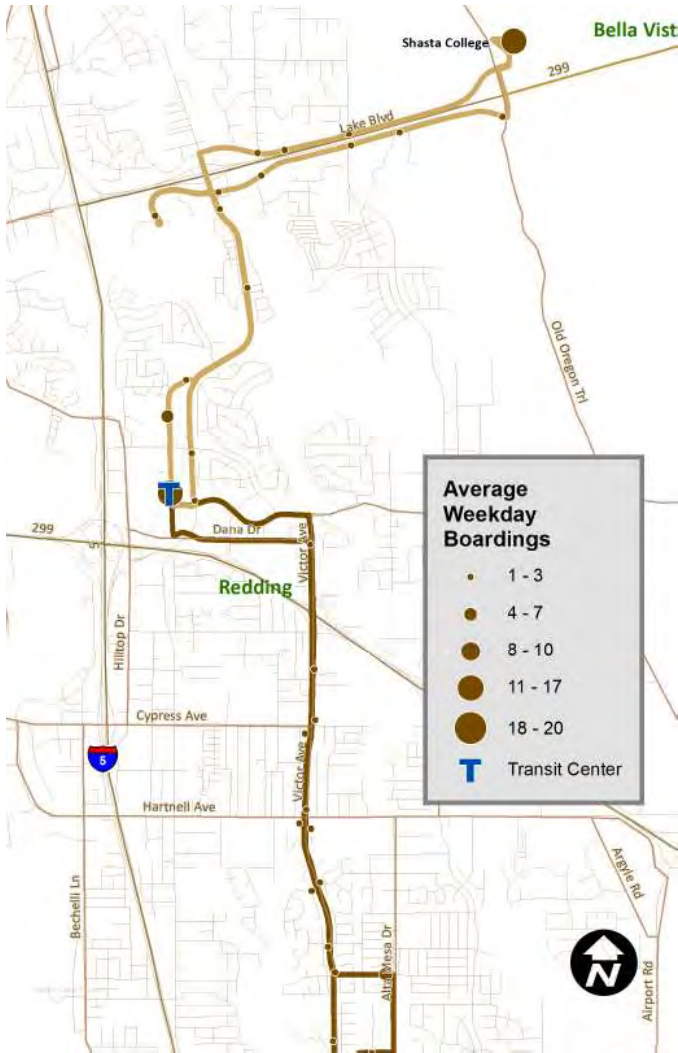 Bella Vist
Shasta College
299
Lake Blvd
Old Oregon Trl
299
5
Dana Dr
Victor Ave
Redding
Hilltop Dr
Cypress Ave
5
Victor Ave
Hartnell Ave
Bechelli Ln
Alta Mesa Dr
Argyle Rd
Airport Rd
N
Average
Weekday
Boardings
1 - 3
4 - 7
8 - 10
11 - 17
18 - 20
T Transit Center
T